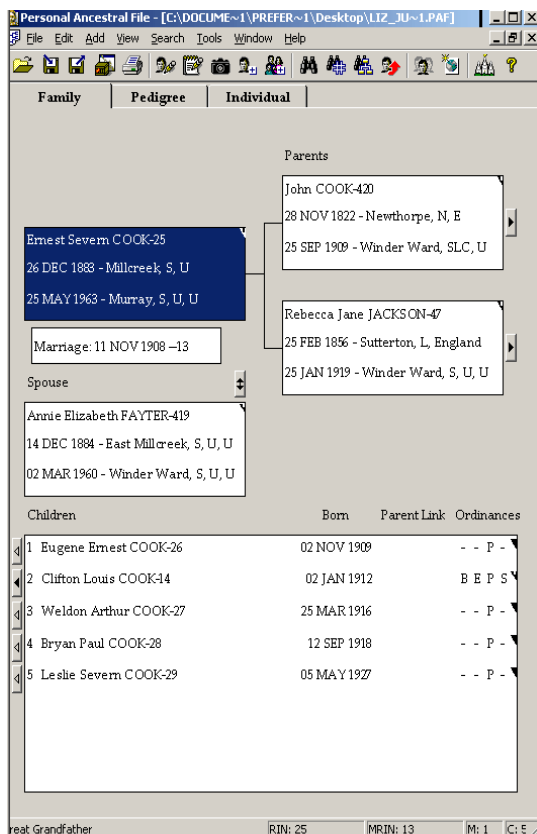 Personal Ancestral File - [C:\DOCUME~1\PREFER~1\Desktop\LIZ_JU~1.PAF]
File Edit Add View Search Tools Window Help
Family Pedigree Individual
Parents
John COOK-420
28 NOV 1822 - Newthorpe, N, E
25 SEP 1909 - Winder Ward, SLC, U
Ernest Severn COOK-25
26 DEC 1883 - Millcreek, S, U
25 MAY 1963 - Murray, S, U, U
Rebecca Jane JACKSON-47
25 FEB 1856 - Sutterton, L, England
25 JAN 1919 - Winder Ward, S, U, U
Marriage: 11 NOV 1908 --13
Spouse
Annie Elizabeth FAYTER-419
14 DEC 1884 - East Millcreek, S, U, U
02 MAR 1960 - Winder Ward, S, U, U
Children Born Parent Link Ordinances
1 Eugene Ernest COOK-26 02 NOV 1909 - - P -
2 Clifton Louis COOK-14 02 JAN 1912 B E P S
3 Weldon Arthur COOK-27 25 MAR 1916 - - P -
4 Bryan Paul COOK-28 12 SEP 1918 - - P -
5 Leslie Severn COOK-29 05 MAY 1927 - - P -
reat Grandfather RIN: 25 MRIN: 13 M: 1 C: 5